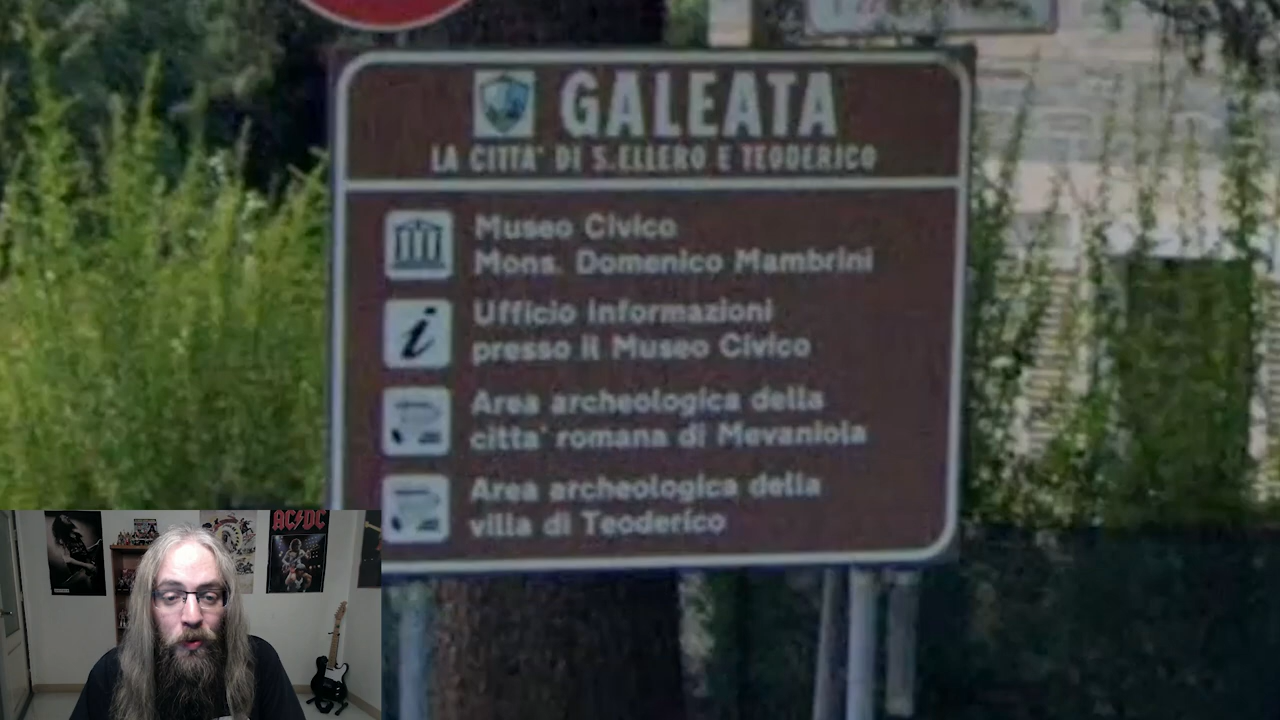 GALEATA
LA CITTA' DI S.ELLERO E TEODERICO
Museo Civico
Mons. Domenico Mambrini
i
Ufficio Informazioni
presso il Museo Civico
Area archeologica della
citta' romana di Mevaniola
Area archeologica della
villa di Teoderico
AC/DC